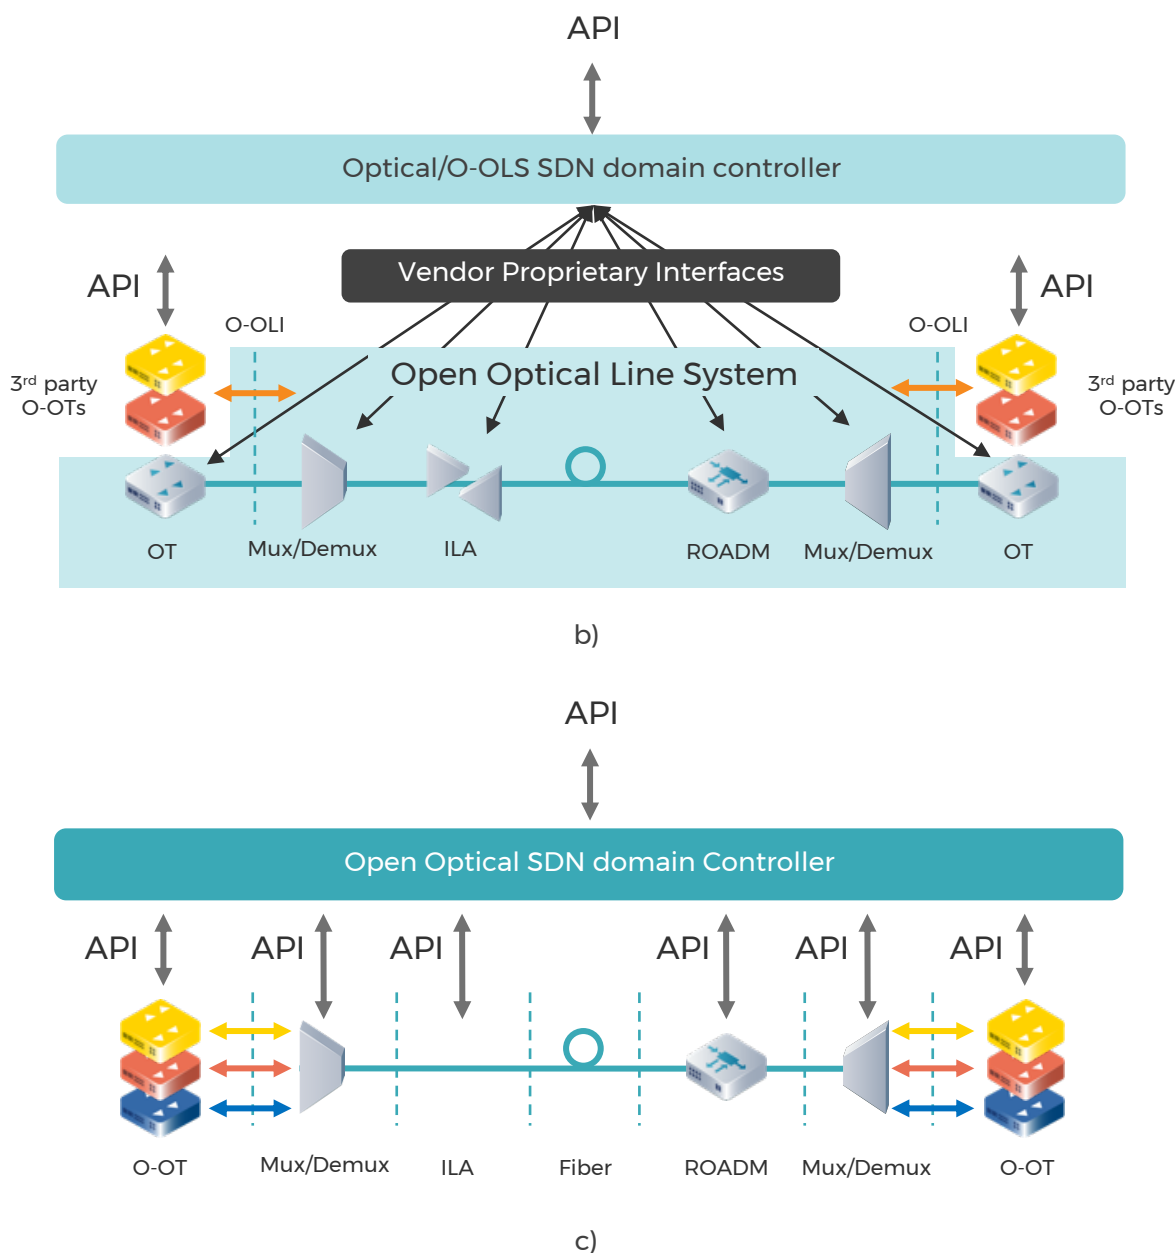 API
Optical/O-OLS SDN domain controller
Vendor Proprietary Interfaces
API
API
O-OLI
O-OLI
3rd party
O-OTs
Open Optical Line System
3rd party
O-OTs
OT
Mux/Demux
ILA
ROADM
Mux/Demux
OT
b)
API
Open Optical SDN domain Controller
API
API
API
API
API
API
O-OT
Mux/Demux
ILA
Fiber
ROADM
Mux/Demux
O-OT
c)